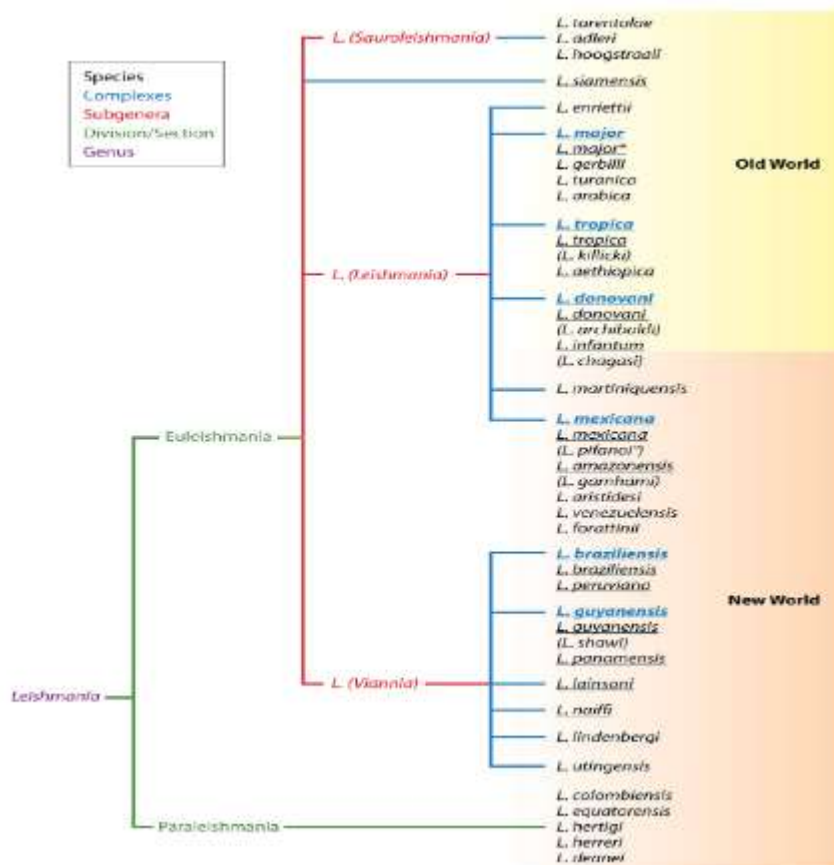 Species
Complexes
Subgenera
Division/Section
Genus
L. (Sauroleishmania)
L. tarentolae
L. adleri
L. hoogstraali
L. siamensis
L. enriettii
L. major
L. major*
L. gerbilli
L. turanica
L. arabica
Old World
L. tropica
L. tropica
(L. killicki)
L. aethiopica
L. (Leishmania)
L. donovani
L. donovani
(L. archibaldi)
L. infantum
(L. chagasi)
L. martiniquensis
L. mexicana
L. mexicana
(L. pifanoi*)
L. amazonensis
(L. garnhami)
L. aristidesi
L. venezuelensis
L. forattinii
Euleishmania
L. braziliensis
L. braziliensis
L. peruviana
New World
L. guyanensis
L. guyanensis
(L. shawi)
L. panamensis
L. (Viannia)
L. lainsoni
Leishmania
L. naiffi
L. lindenbergi
L. utingensis
Paraleishmania
L. colombiensis
L. equatorensis
L. hertigi
L. herreri
L. deanei